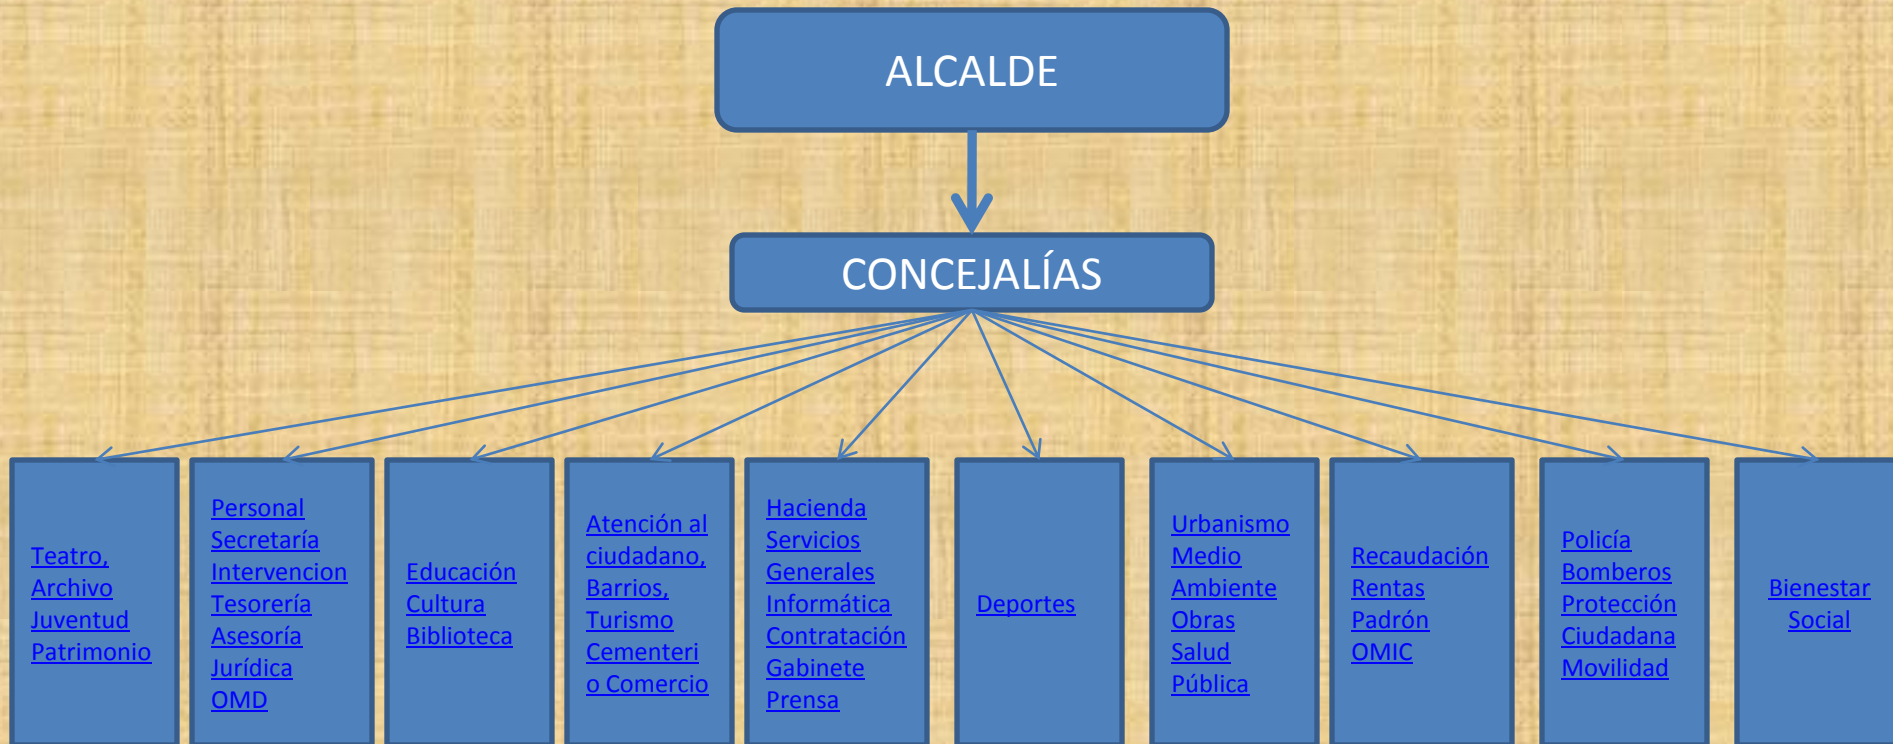 ALCALDE
CONCEJALÍAS
Teatro,
Archivo
Juventud
Patrimonio
Personal
Secretaría
Intervencion
Tesorería
Asesoría
Jurídica
OMD
Educación
Cultura
Biblioteca
Atención al
ciudadano,
Barrios,
Turismo
Cementeri
o Comercio
Hacienda
Servicios
Generales
Informática
Contratación
Gabinete
Prensa
Deportes
Urbanismo
Medio
Ambiente
Obras
Salud
Pública
Recaudación
Rentas
Padrón
OMIC
Policía
Bomberos
Protección
Ciudadana
Movilidad
Bienestar
Social